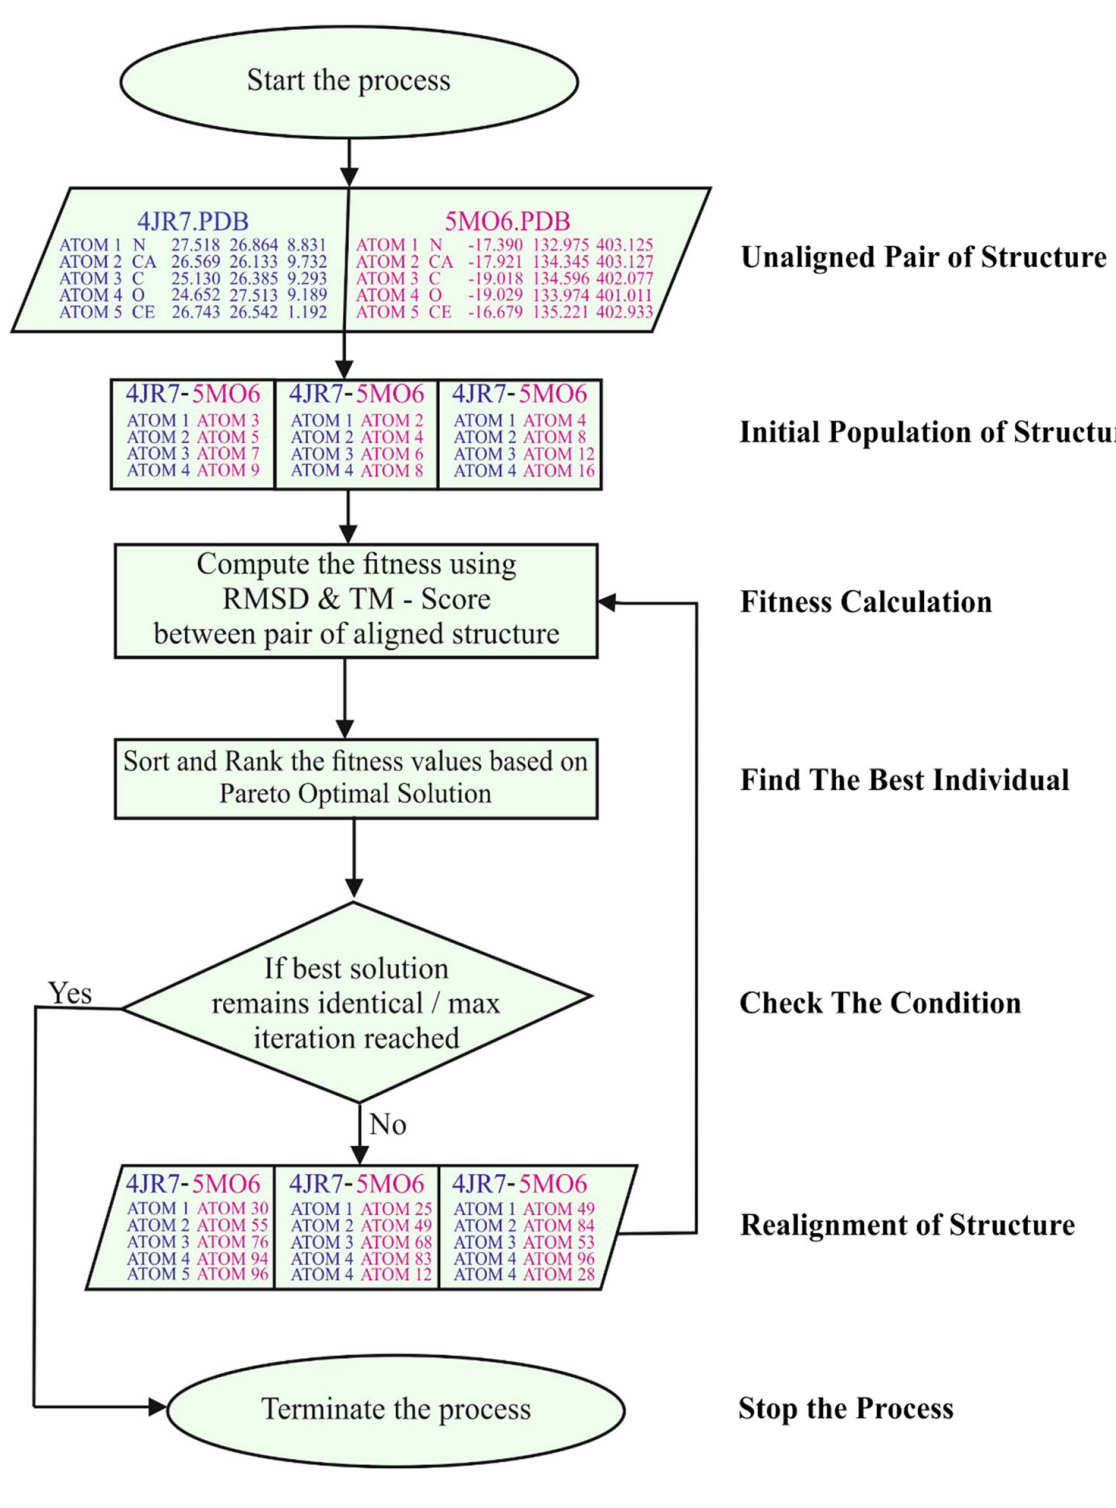 Start the process
4JR7.PDB
ATOM 1 N 27.518 26.864 8.831
ATOM 2 CA 26.569 26.133 9.732
ATOM 3 C 25.130 26.385 9.293
ATOM 4 O 24.652 27.513 9.189
ATOM 5 CE 26.743 26.542 1.192
5MO6.PDB
ATOM 1 N -17.390 132.975 403.125
ATOM 2 CA -17.921 134.345 403.127
ATOM 3 C -19.018 134.596 402.077
ATOM 4 O -19.029 133.974 401.011
ATOM 5 CE -16.679 135.221 402.933
Unaligned Pair of Structure
4JR7-5MO6
ATOM 1 ATOM 3
ATOM 2 ATOM 5
ATOM 3 ATOM 7
ATOM 4 ATOM 9
4JR7-5MO6
ATOM 1 ATOM 2
ATOM 2 ATOM 4
ATOM 3 ATOM 6
ATOM 4 ATOM 8
4JR7-5MO6
ATOM 1 ATOM 4
ATOM 2 ATOM 8
ATOM 3 ATOM 12
ATOM 4 ATOM 16
Initial Population of Structu
Compute the fitness using
RMSD & TM - Score
between pair of aligned structure
Fitness Calculation
Sort and Rank the fitness values based on
Pareto Optimal Solution
Find The Best Individual
If best solution
remains identical / max
iteration reached
Yes
Check The Condition
No
4JR7-5MO6
ATOM 1 ATOM 30
ATOM 2 ATOM 55
ATOM 3 ATOM 76
ATOM 4 ATOM 94
ATOM 5 ATOM 96
4JR7-5MO6
ATOM 1 ATOM 25
ATOM 2 ATOM 49
ATOM 3 ATOM 68
ATOM 4 ATOM 83
ATOM 4 ATOM 12
4JR7-5MO6
ATOM 1 ATOM 49
ATOM 2 ATOM 84
ATOM 3 ATOM 53
ATOM 4 ATOM 96
ATOM 4 ATOM 28
Realignment of Structure
Terminate the process
Stop the Process